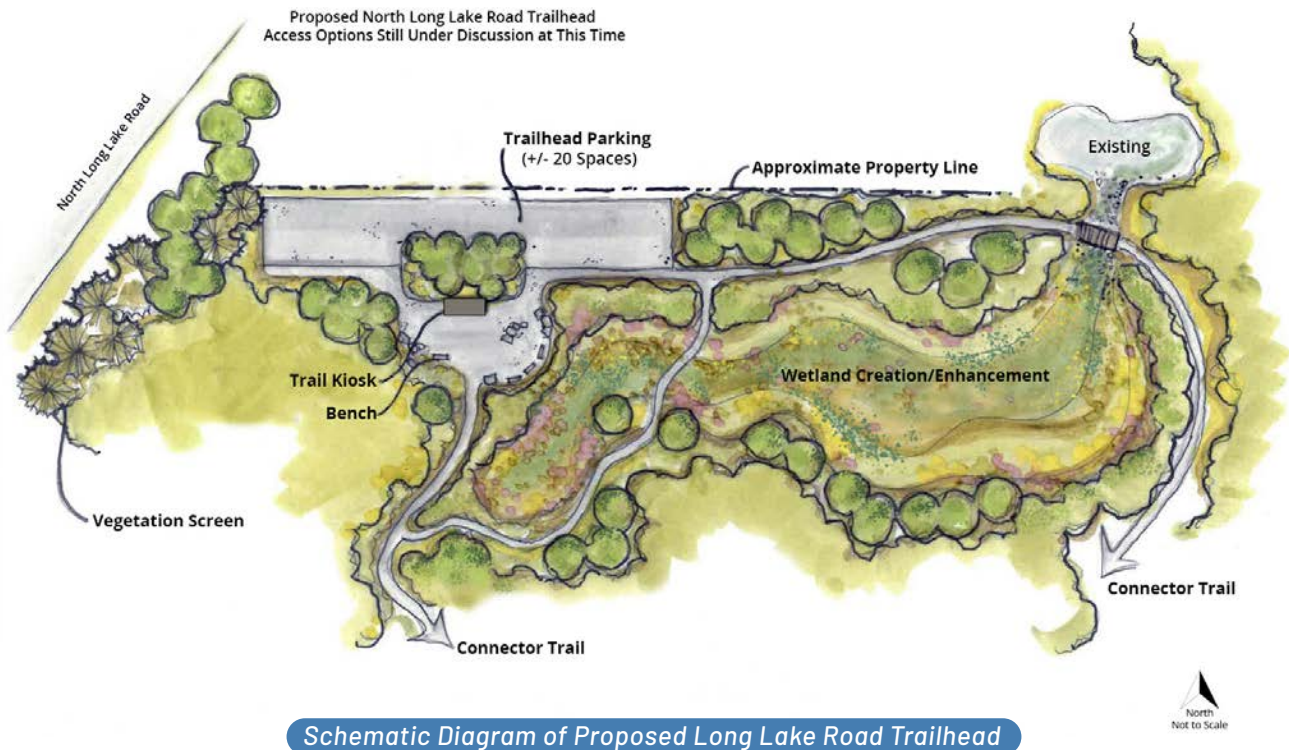 Proposed North Long Lake Road Trailhead
Access Options Still Under Discussion at This Time
North Long Lake Road
Trailhead Parking
(+/- 20 Spaces)
Approximate Property Line
Existing
Trail Kiosk
Bench
Wetland Creation/Enhancement
Vegetation Screen
Connector Trail
Connector Trail
North
Not to Scale
Schematic Diagram of Proposed Long Lake Road Trailhead